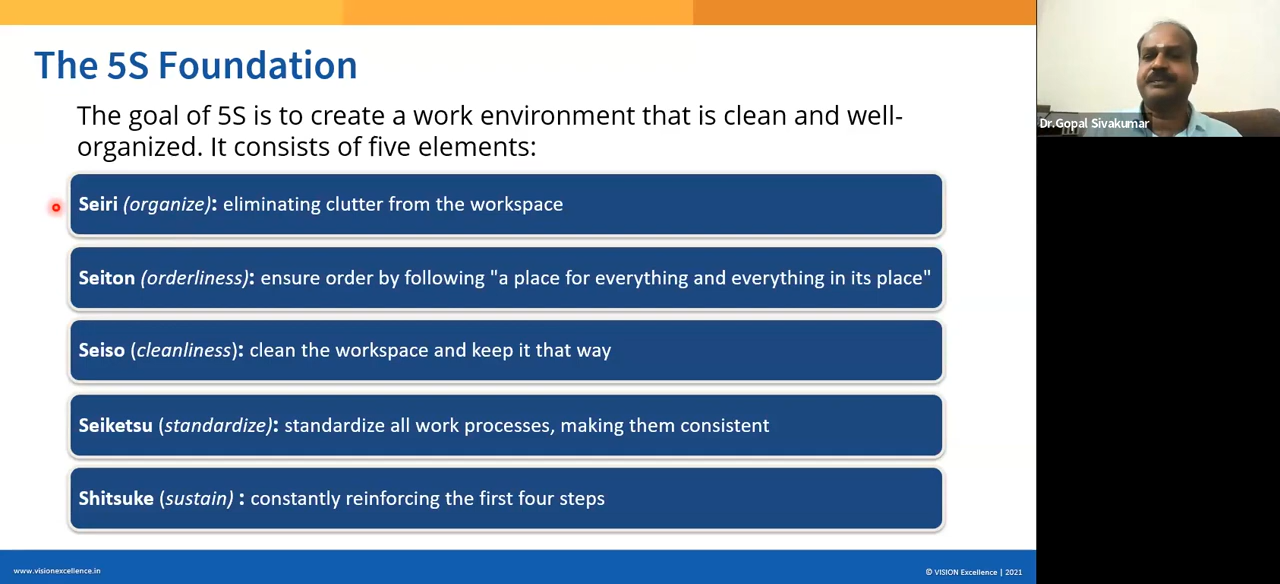 The 5S Foundation
The goal of 5S is to create a work environment that is clean and well-
organized. It consists of five elements:
Seiri (organize): eliminating clutter from the workspace
Seiton (orderliness): ensure order by following "a place for everything and everything in its place"
Seiso (cleanliness): clean the workspace and keep it that way
Seiketsu (standardize): standardize all work processes, making them consistent
Shitsuke (sustain) : constantly reinforcing the first four steps
www.visionexcellence.in
© VISION Excellence | 2021
Dr.Gopal Sivakumar